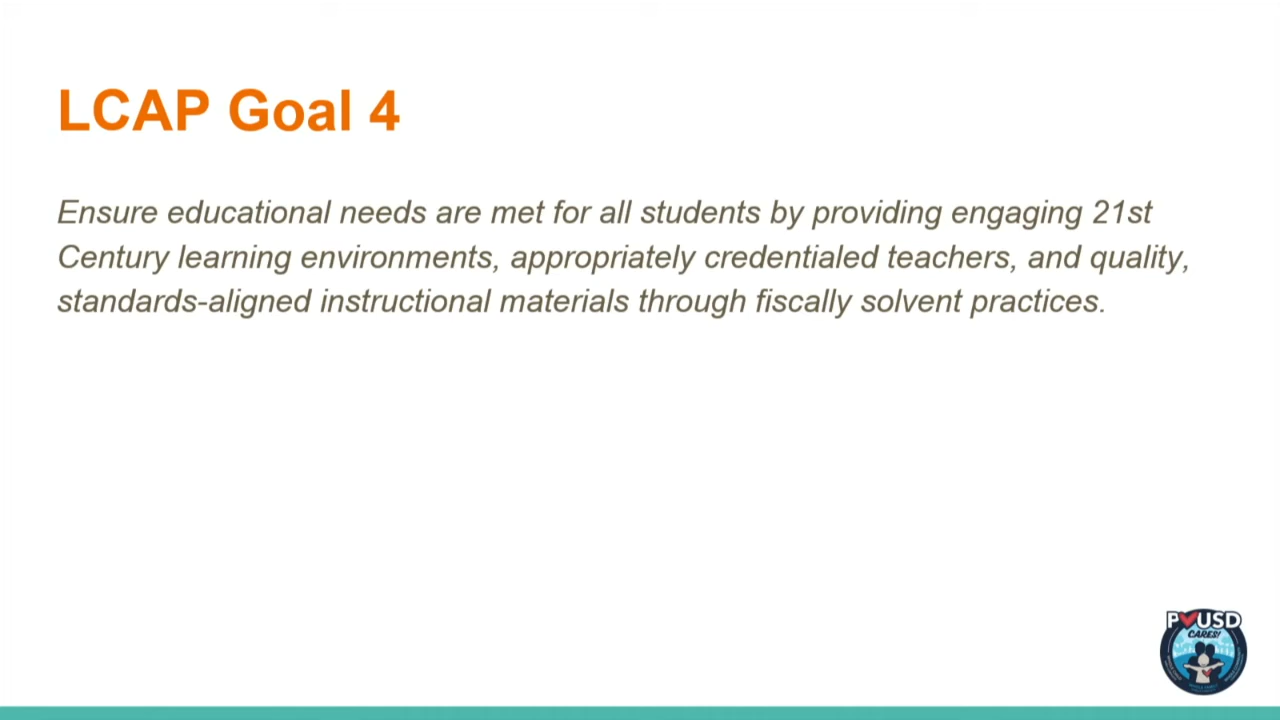 LCAP Goal 4
Ensure educational needs are met for all students by providing engaging 21st
Century learning environments, appropriately credentialed teachers, and quality,
standards-aligned instructional materials through fiscally solvent practices.
PVUSD
CARES!